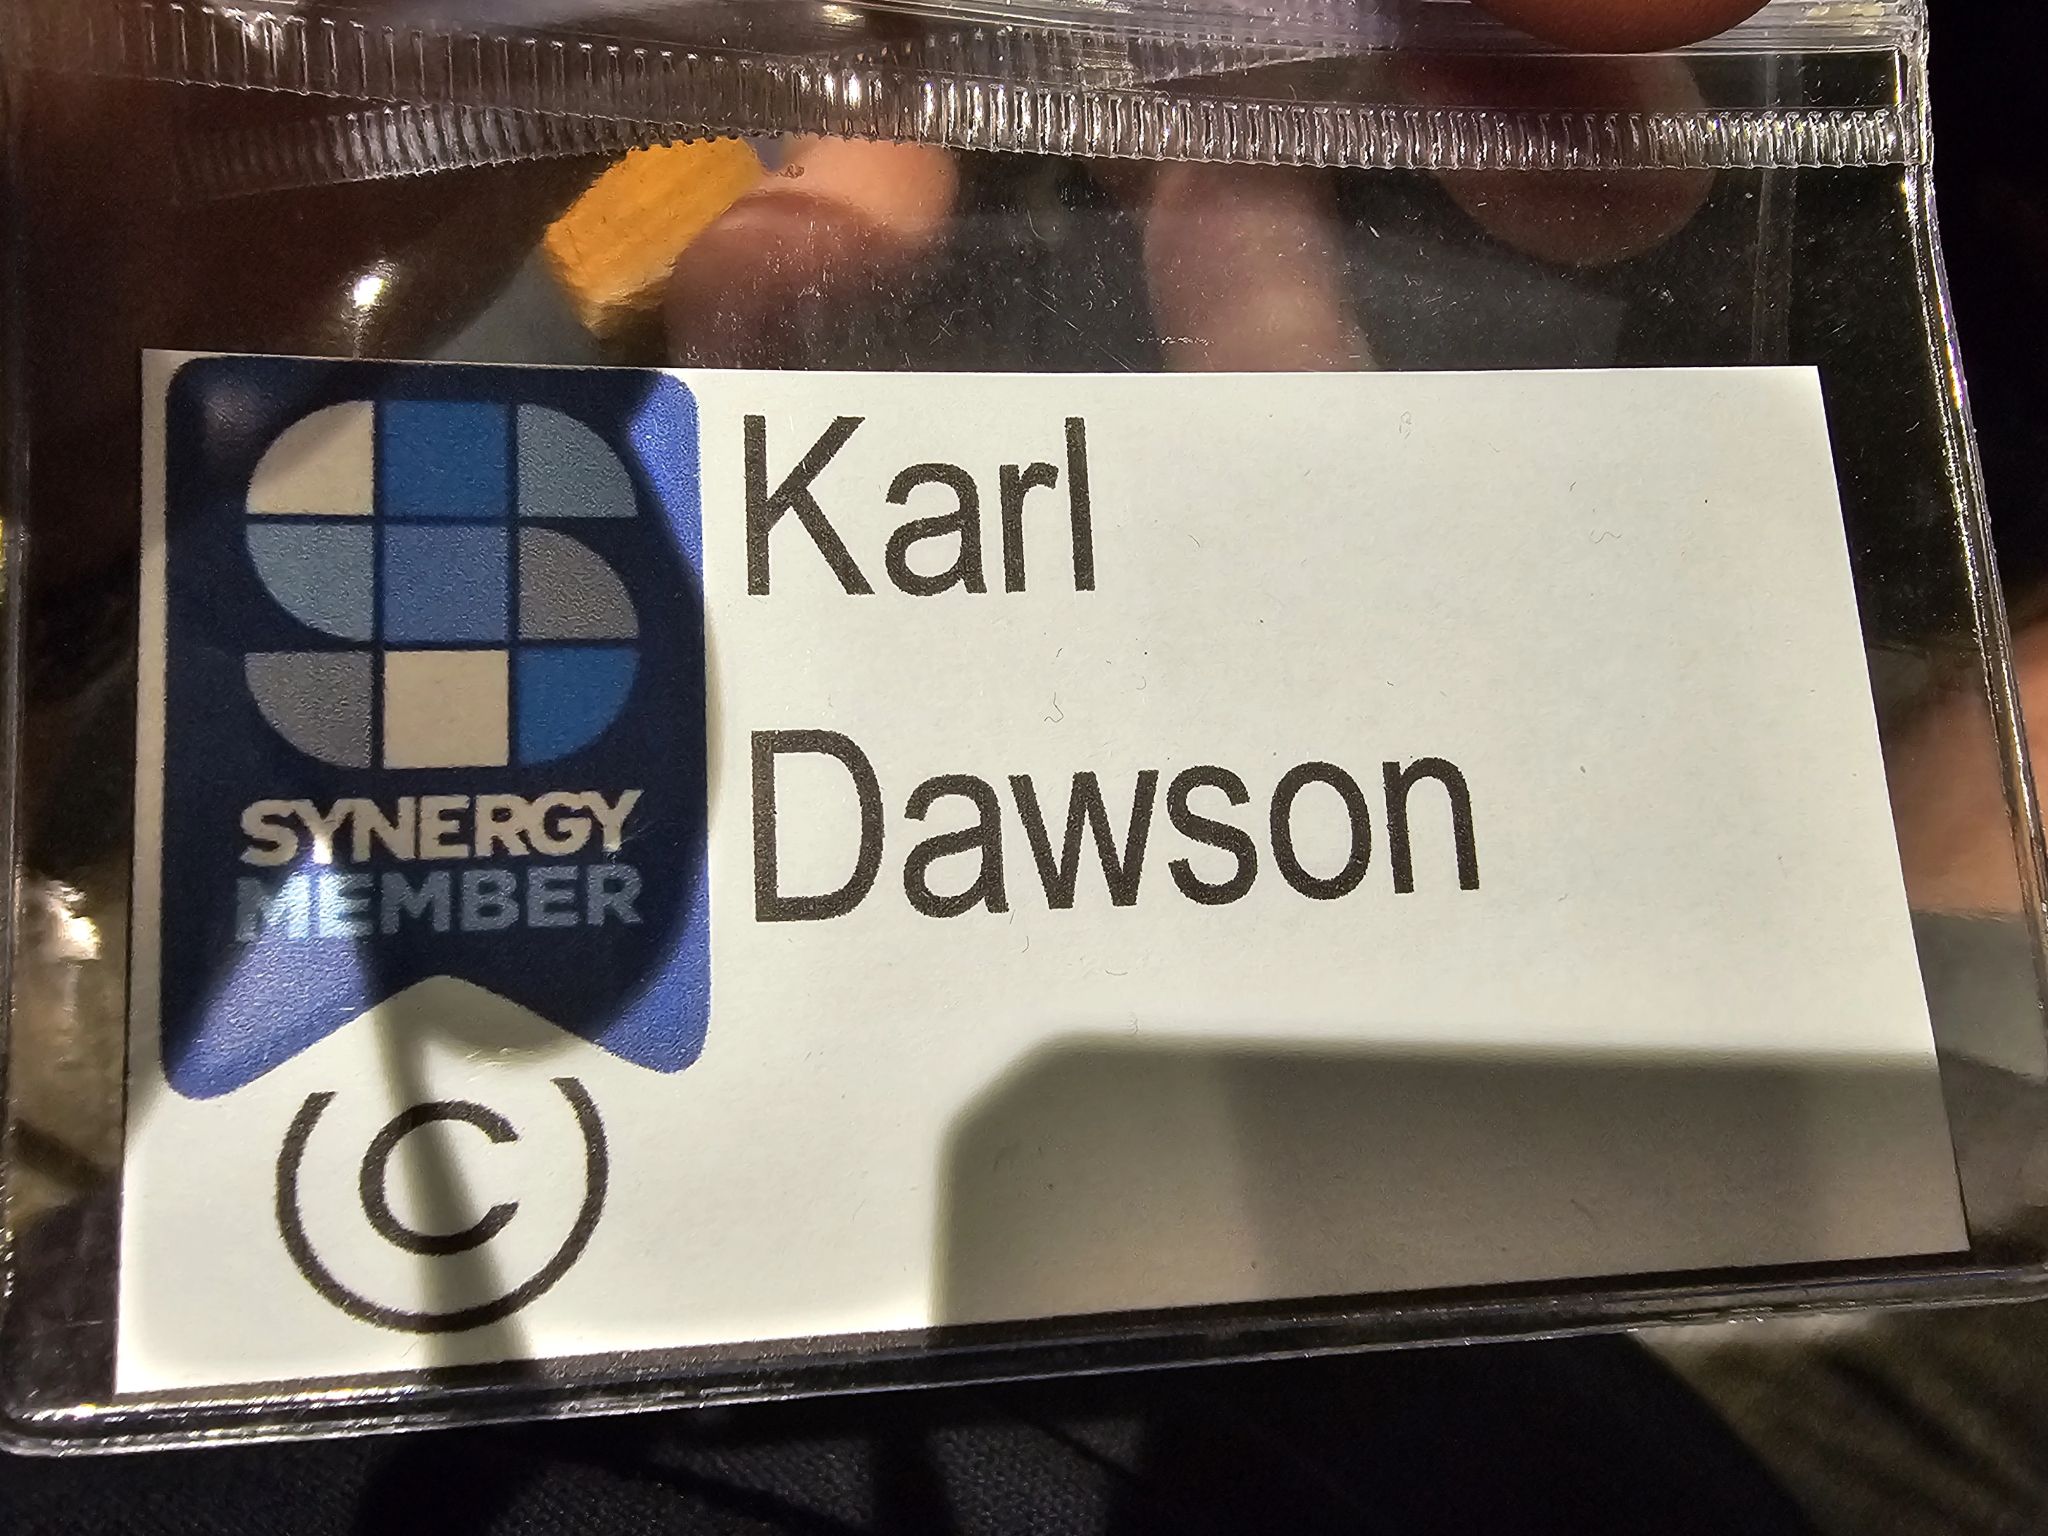 Karl
Dawson
SYNERGY
MEMBER
C